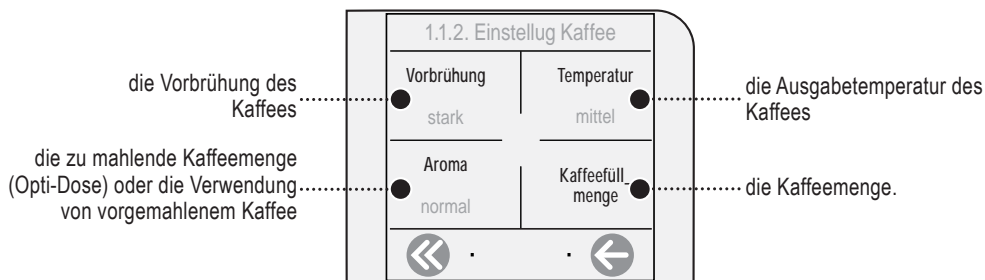 1.1.2. Einstellug Kaffee
die Vorbrühung des
Kaffees
Vorbrühung
stark
Temperatur
mittel
die Ausgabetemperatur des
Kaffees
die zu mahlende Kaffeemenge
(Opti-Dose) oder die Verwendung
von vorgemahlenem Kaffee
Aroma
normal
Kaffeefüll_
menge
die Kaffeemenge.